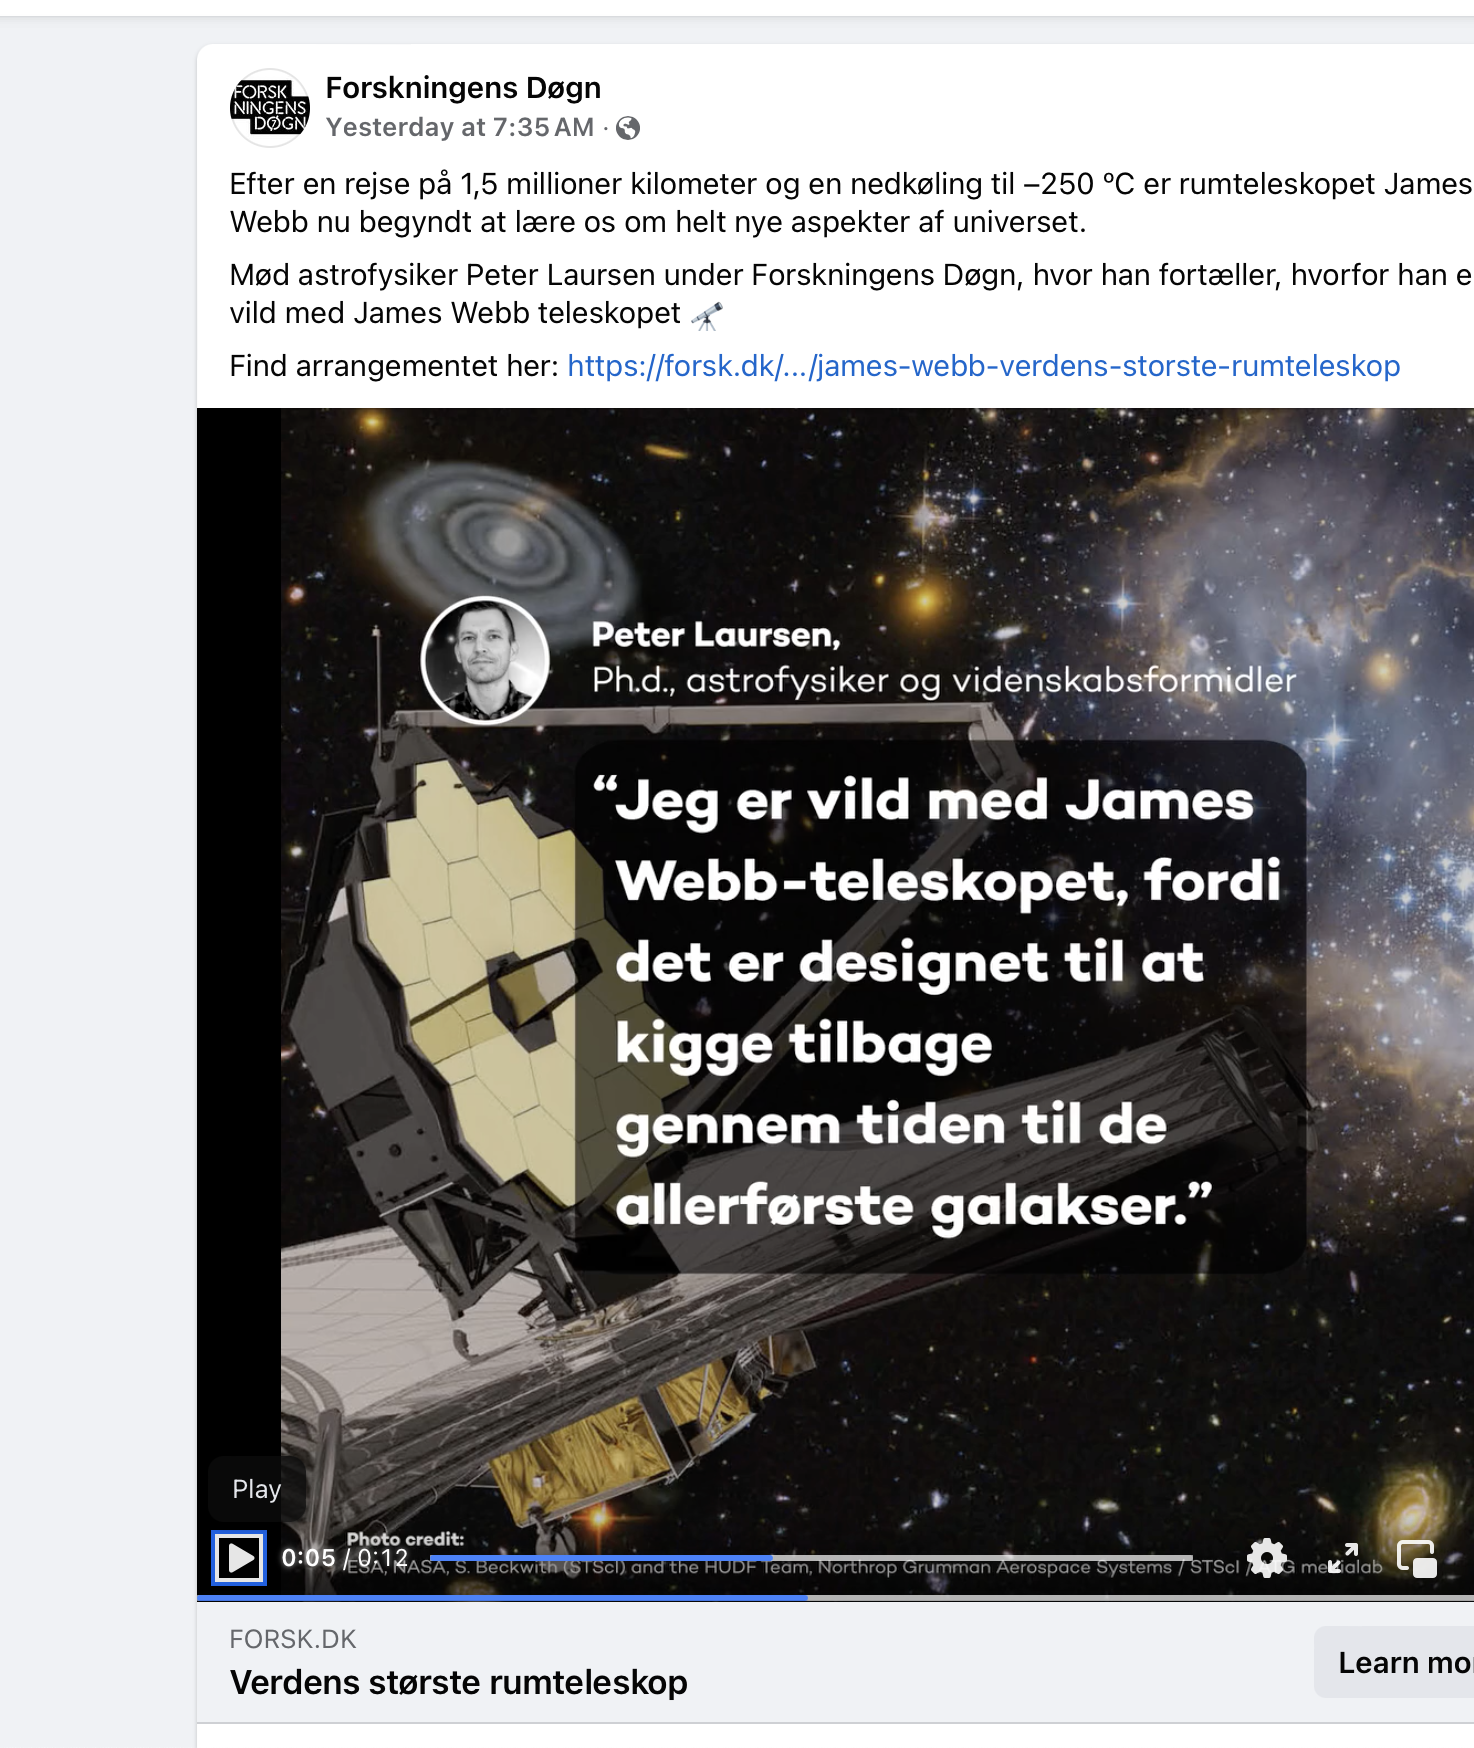 FORSK
NINGENS
DØGN
Forskningens Døgn
Yesterday at 7:35 AM ·
Efter en rejse på 1,5 millioner kilometer og en nedkøling til –250 ºC er rumteleskopet James
Webb nu begyndt at lære os om helt nye aspekter af universet.
Mød astrofysiker Peter Laursen under Forskningens Døgn, hvor han fortæller, hvorfor han e
vild med James Webb teleskopet
Find arrangementet her: https://forsk.dk/.../james-webb-verdens-storste-rumteleskop
Peter Laursen,
Ph.d., astrofysiker og videnskabsformidler
“Jeg er vild med James
Webb-teleskopet, fordi
det er designet til at
kigge tilbage
gennem tiden til de
allerførste galakser.”
Play
Photo credit:
0:05 / 0:12
ESA, NASA, S. Beckwith (STScI) and the HUDF Team, Northrop Grumman Aerospace Systems / STScI /
FORSK.DK
Verdens største rumteleskop
Learn mo